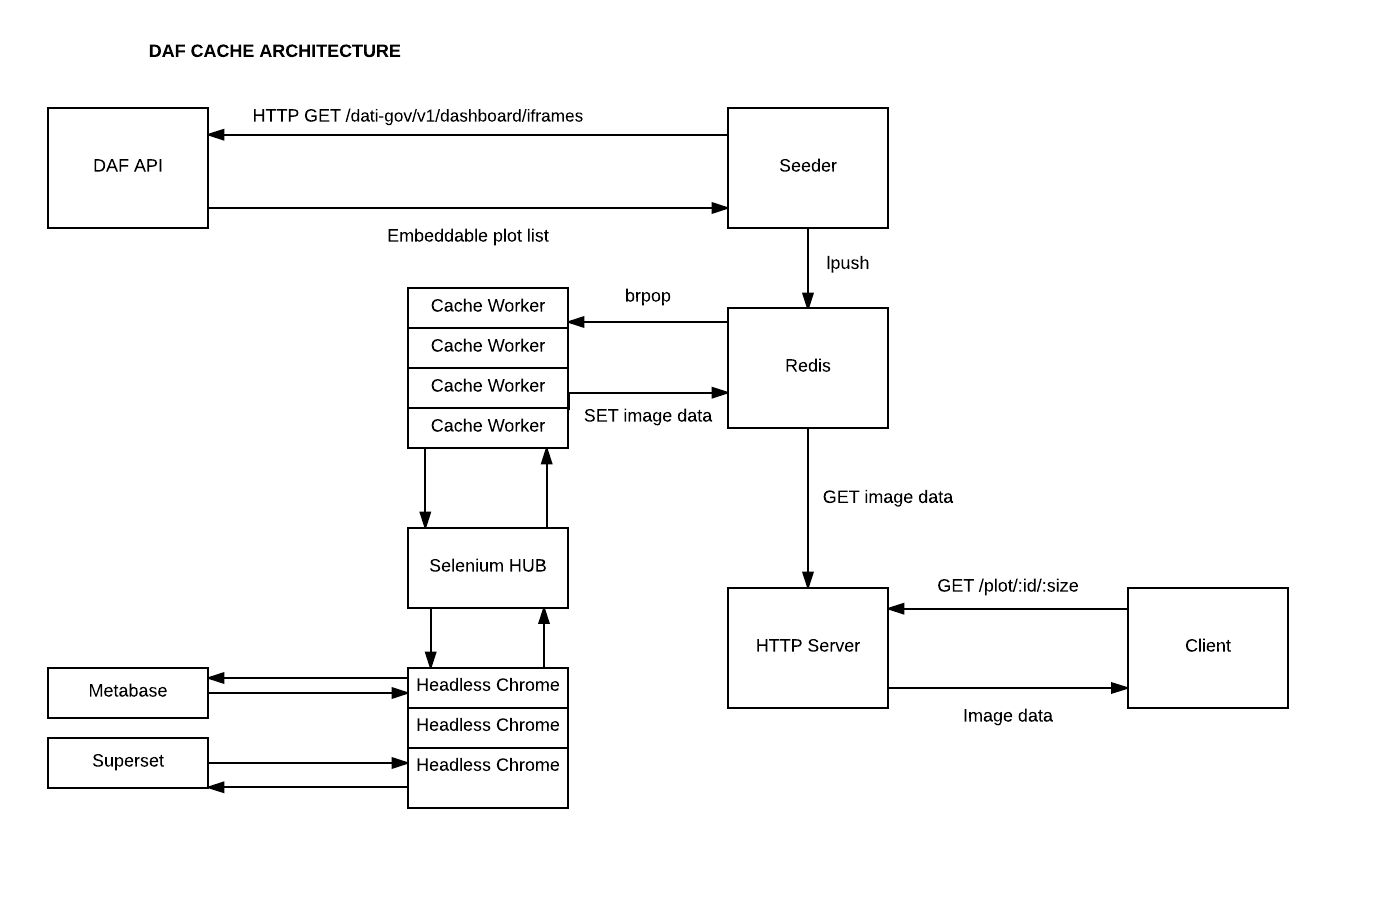 DAF CACHE ARCHITECTURE
HTTP GET /dati-gov/v1/dashboard/iframes
DAF API
Seeder
Embeddable plot list
lpush
Cache Worker
brpop
Cache Worker
Redis
Cache Worker
SET image data
Cache Worker
GET image data
Selenium HUB
GET /plot/:id/:size
HTTP Server
Client
Metabase
Headless Chrome
Image data
Headless Chrome
Superset
Headless Chrome